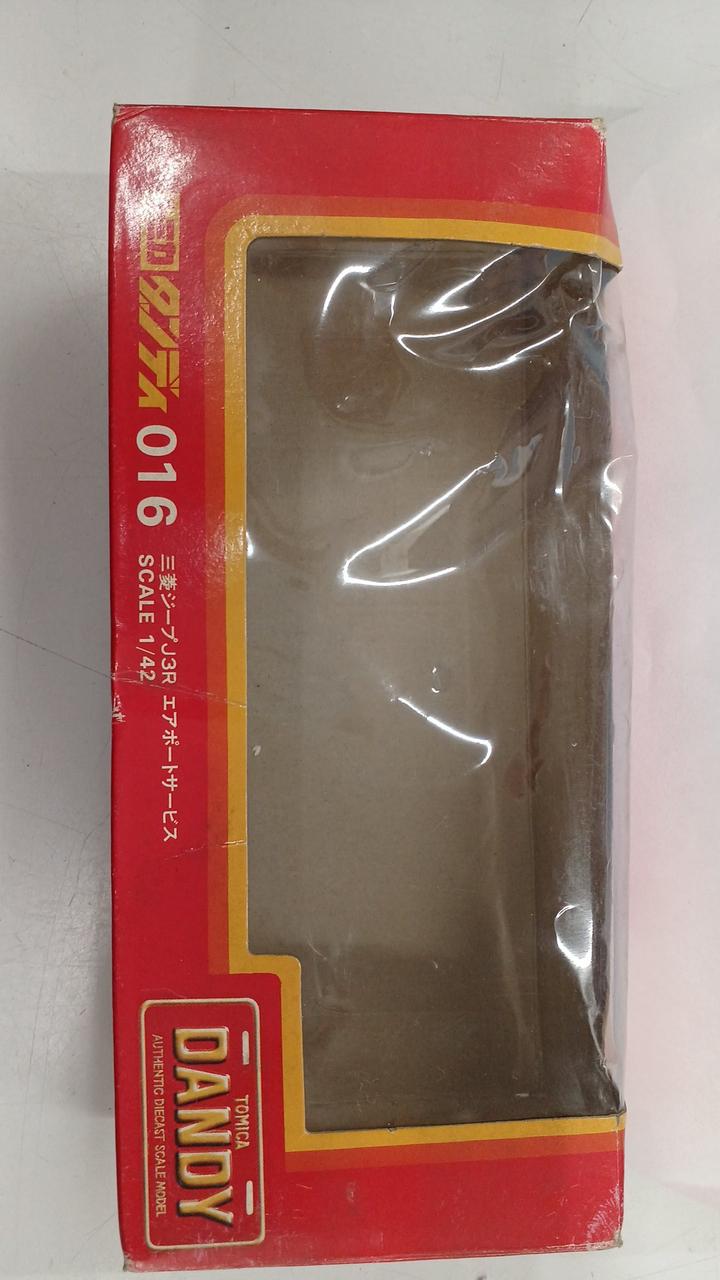 トミカ ダンディ 016
三菱ジープJ3R エアポートサービス
SCALE 1/42
TOMICA
DANDY
AUTHENTIC DIECAST SCALE MODEL